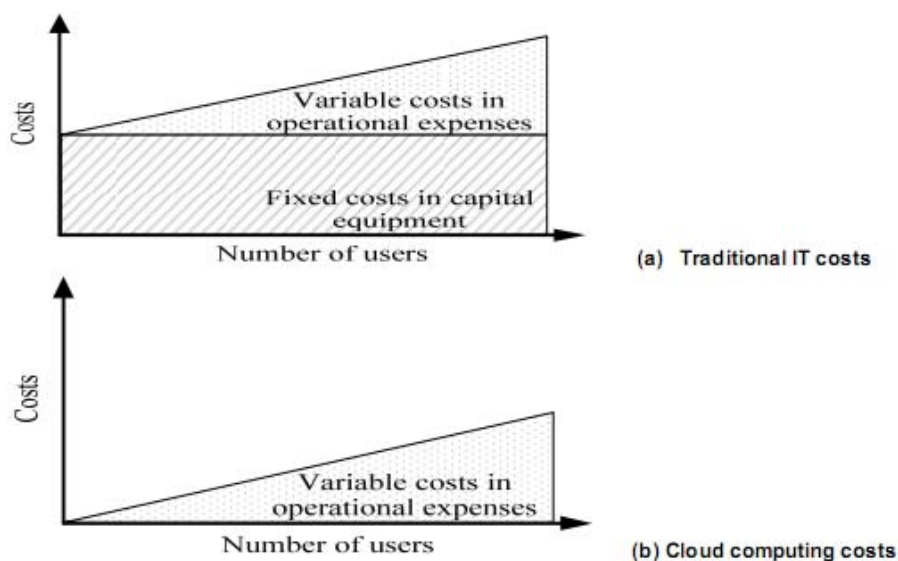 Costs
Variable costs in
operational expenses
Fixed costs in capital
equipment
Number of users
(a) Traditional IT costs
Costs
Variable costs in
operational expenses
Number of users
(b) Cloud computing costs